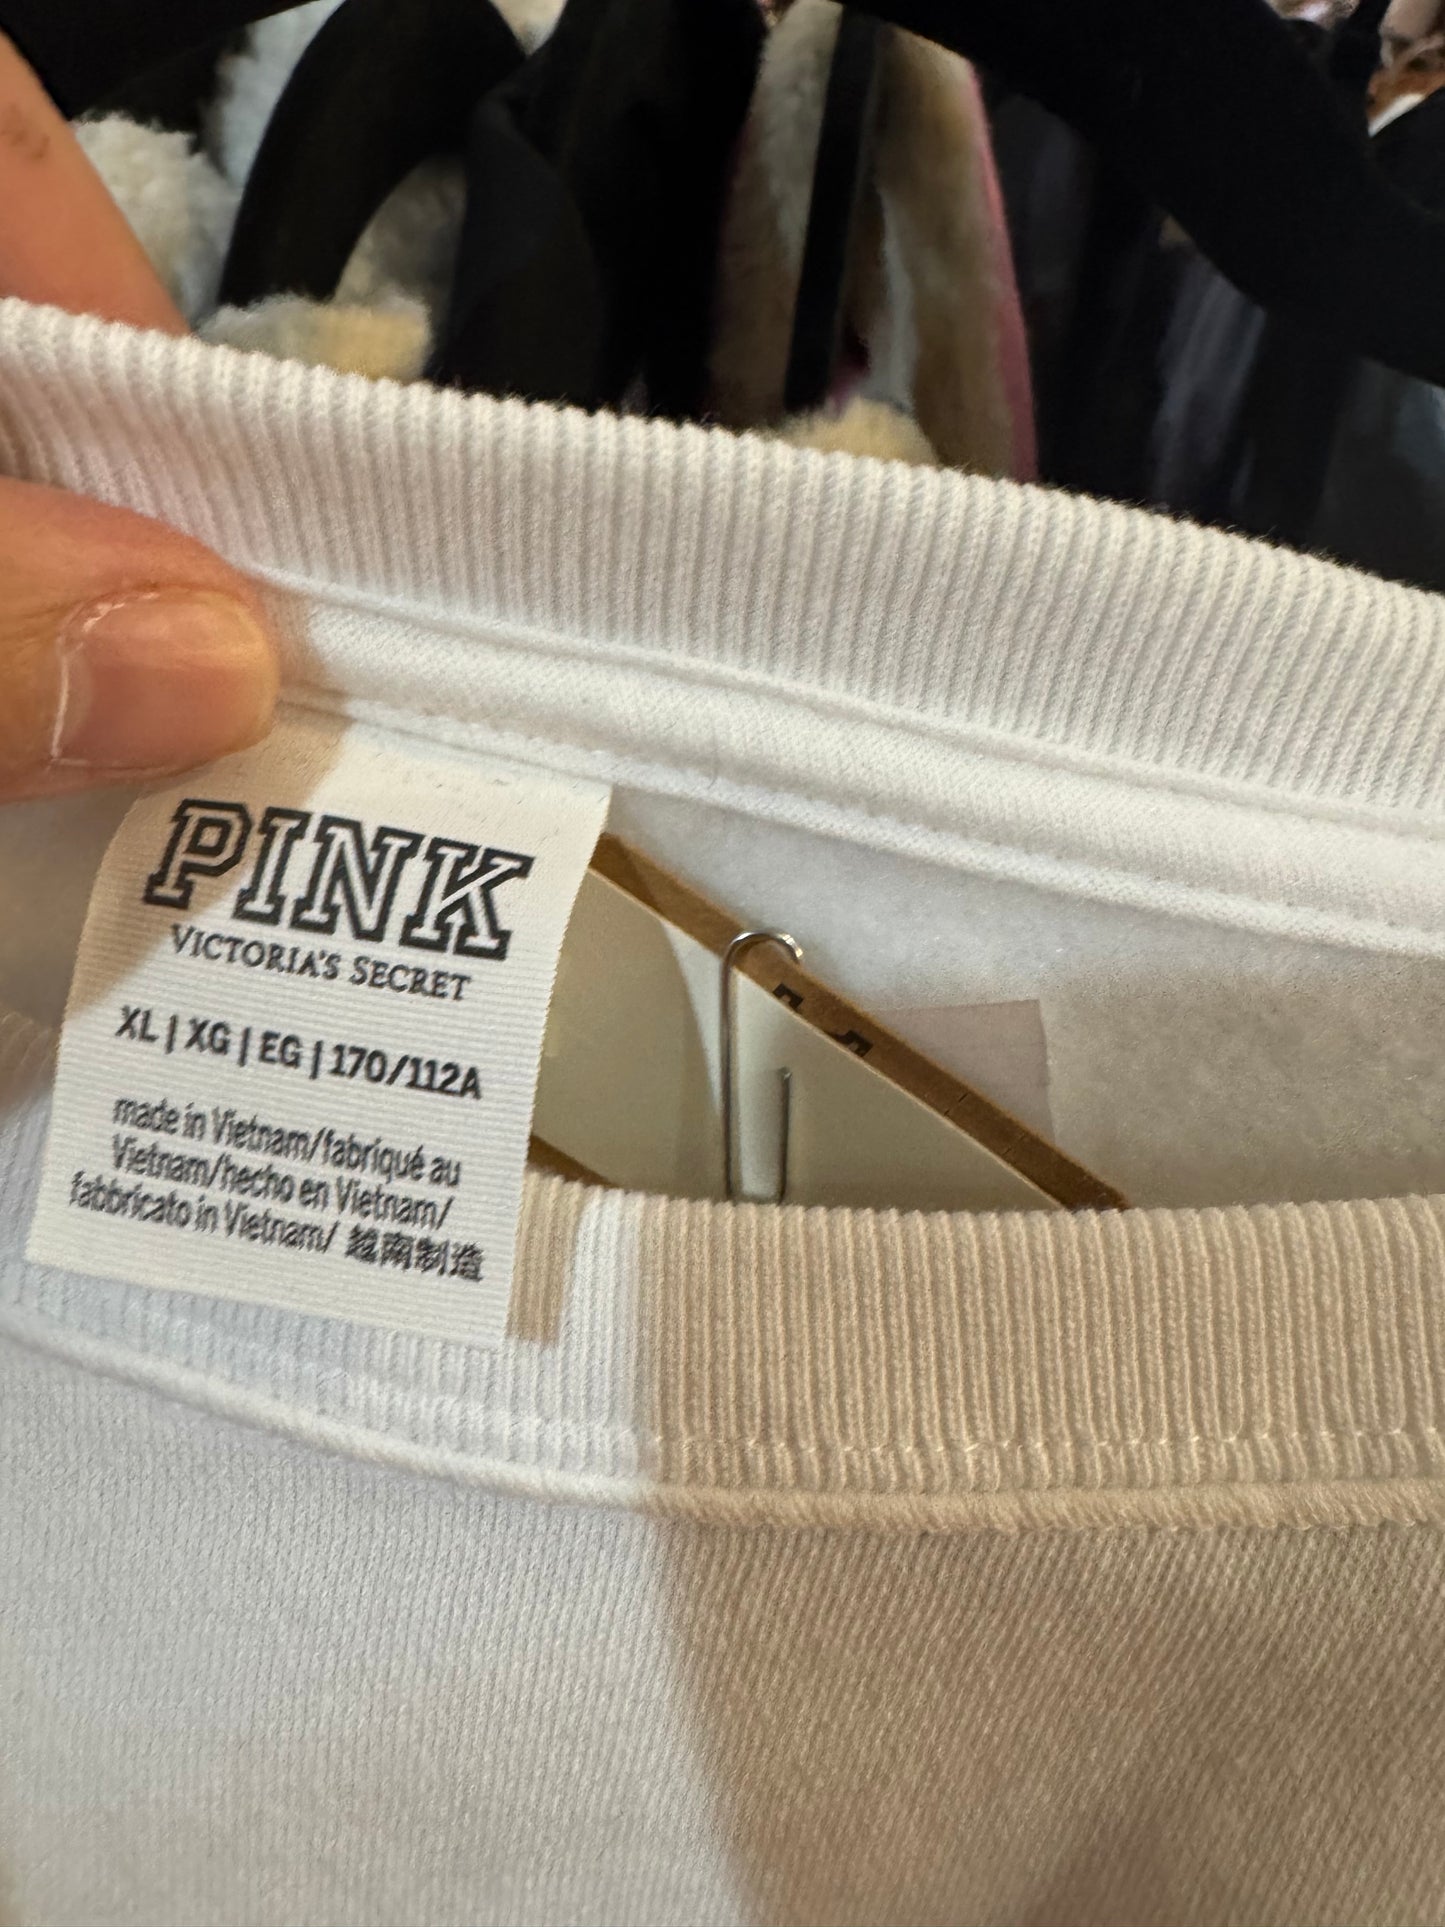 PINK
VICTORIA'S SECRET
XL | XG | EG | 170/112A
made in Vietnam/fabriqué au
Vietnam/hecho en Vietnam/
fabbricato in Vietnam/ 越南制造